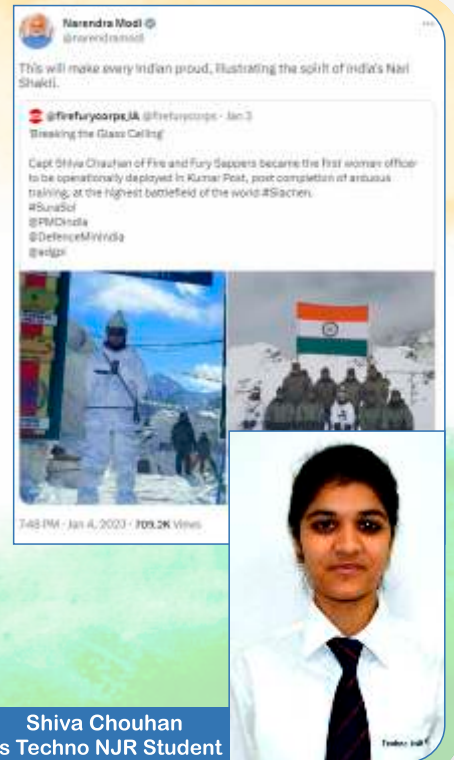 Narendra Modi
@narendramodi
This will make every Indian proud, illustrating the spirit of India's Nari
Shakti.
@firefurycorps_IA @firefurycorps · Jan 3
'Breaking the Glass Ceiling'
Capt Shiva Chauhan of Fire and Fury Sappers became the first woman officer
to be operationally deployed in Kumar Post, post completion of arduous
training, at the highest battlefield of the world #Siachen.
#SuraSoi
@PMOIndia
@DefenceMinIndia
@adgpi
7:48 PM · Jan 4, 2023 · 709.2K Views
Shiva Chouhan
s Techno NJR Student